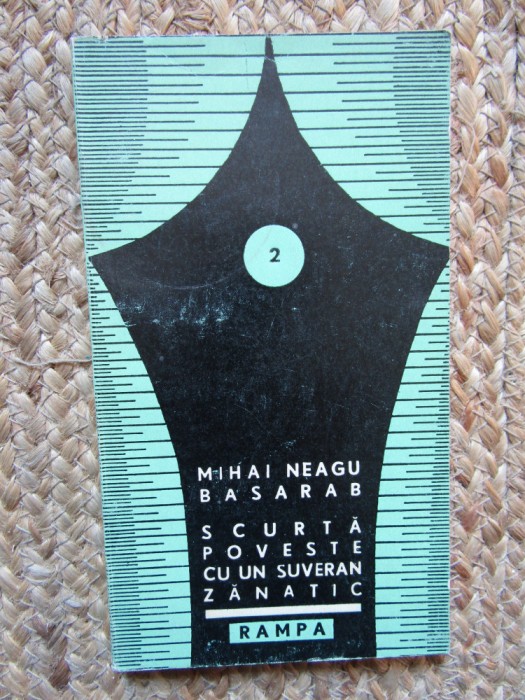 2
MIHAI NEAGU
BASARAB
SCURTĂ
POVESTE
CU UN SUVERAN
ZĂNATIC
RAMPA